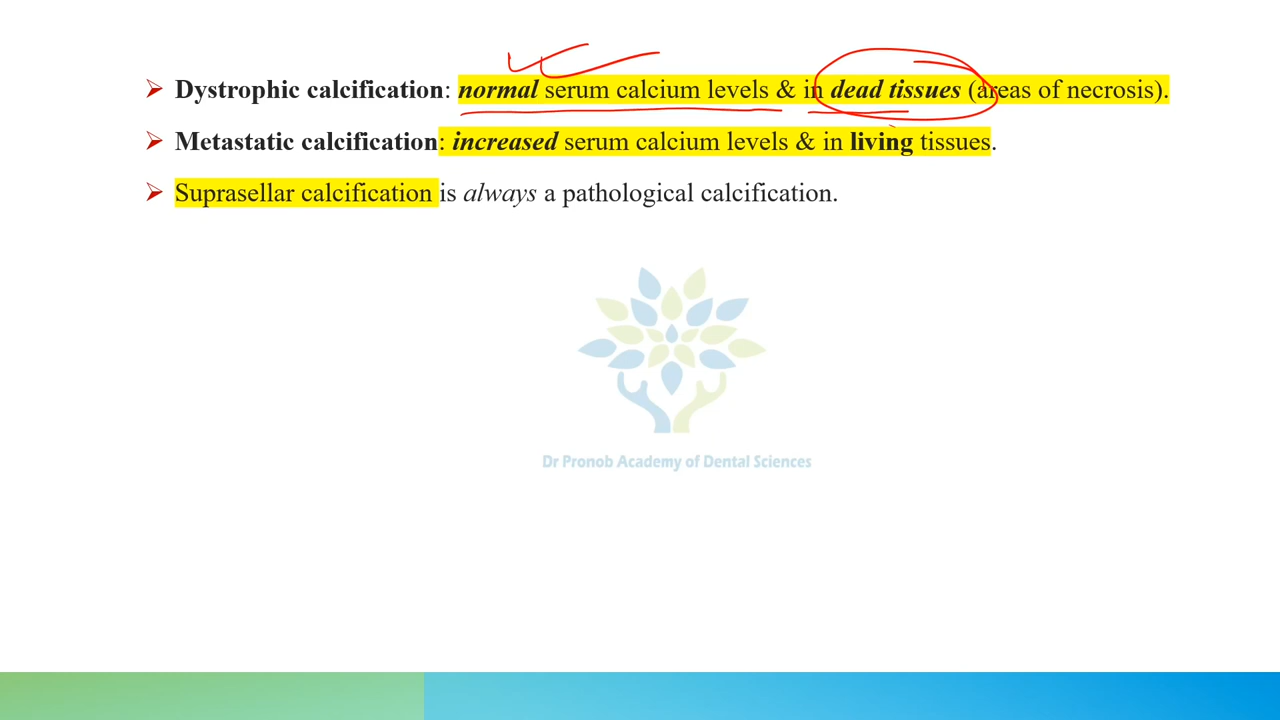 Dystrophic calcification: normal serum calcium levels & in dead tissues (areas of necrosis).
Metastatic calcification: increased serum calcium levels & in living tissues.
Suprasellar calcification is always a pathological calcification.
Dr Pronob Academy of Dental Sciences